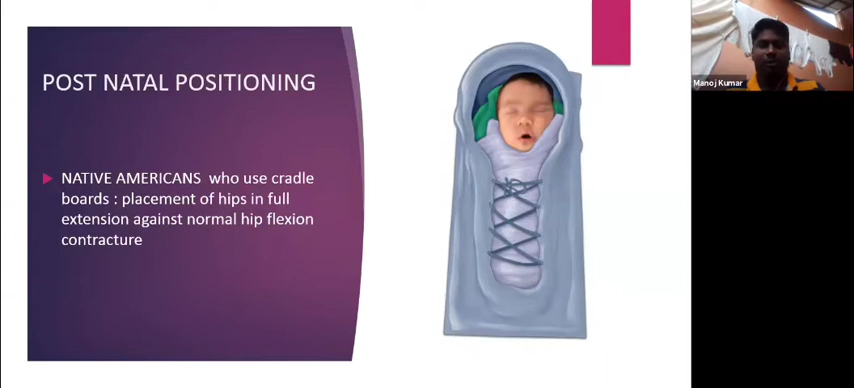 POST NATAL POSITIONING
NATIVE AMERICANS who use cradle
boards : placement of hips in full
extension against normal hip flexion
contracture
Manoj Kumar